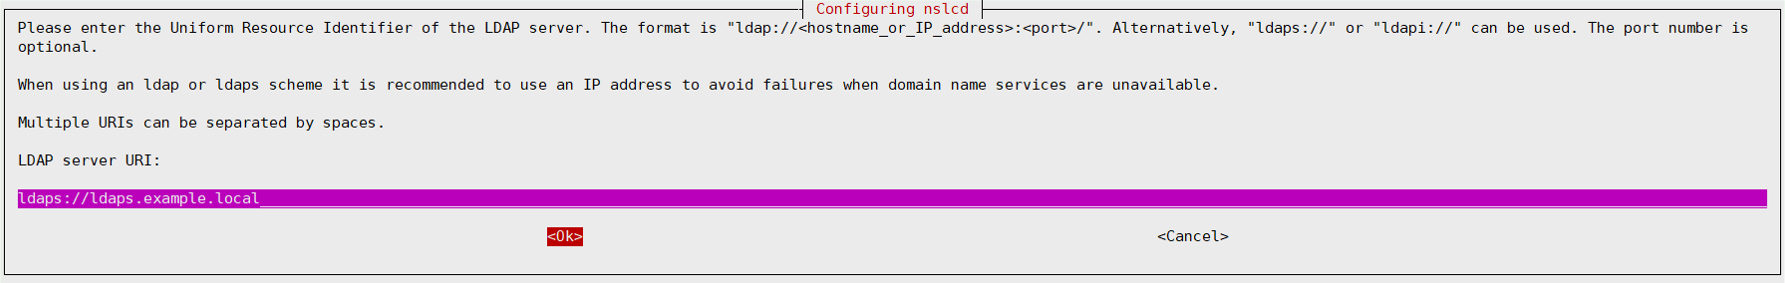 Configuring nslcd
Please enter the Uniform Resource Identifier of the LDAP server. The format is "ldap://<hostname_or_IP_address>:<port>/". Alternatively, "ldaps://" or "ldapi://" can be used. The port number is
optional.
When using an ldap or ldaps scheme it is recommended to use an IP address to avoid failures when domain name services are unavailable.
Multiple URIs can be separated by spaces.
LDAP server URI:
ldaps://ldaps.example.local
<Ok> <Cancel>